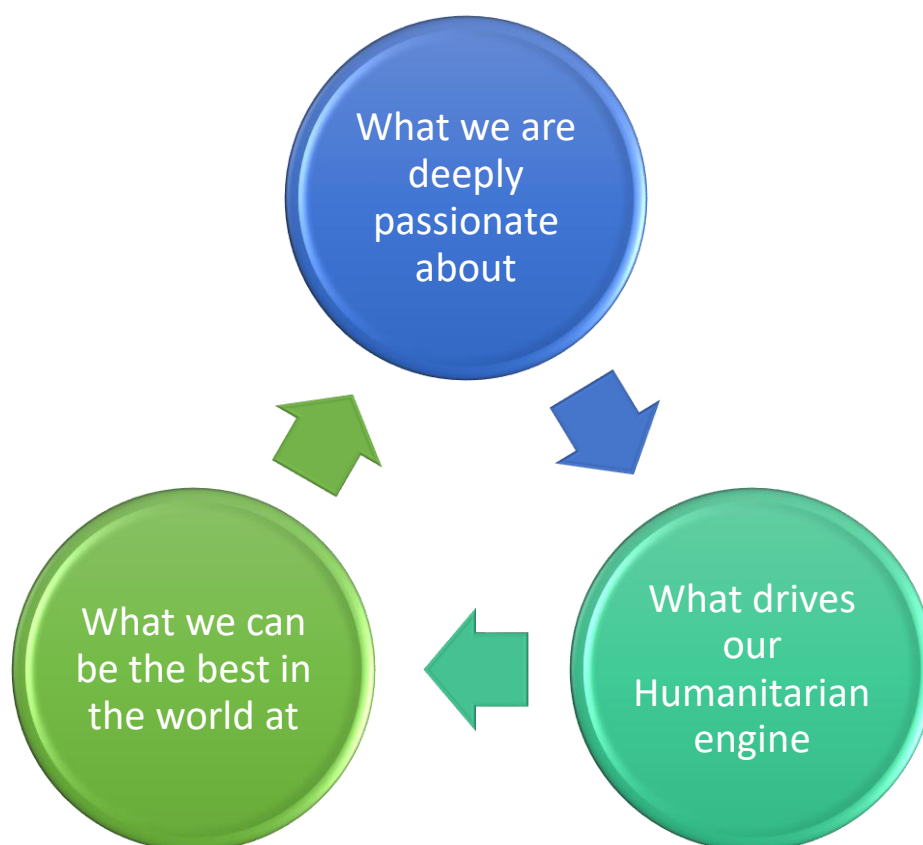 What we are
deeply
passionate
about
What drives
our
Humanitarian
engine
What we can
be the best in
the world at